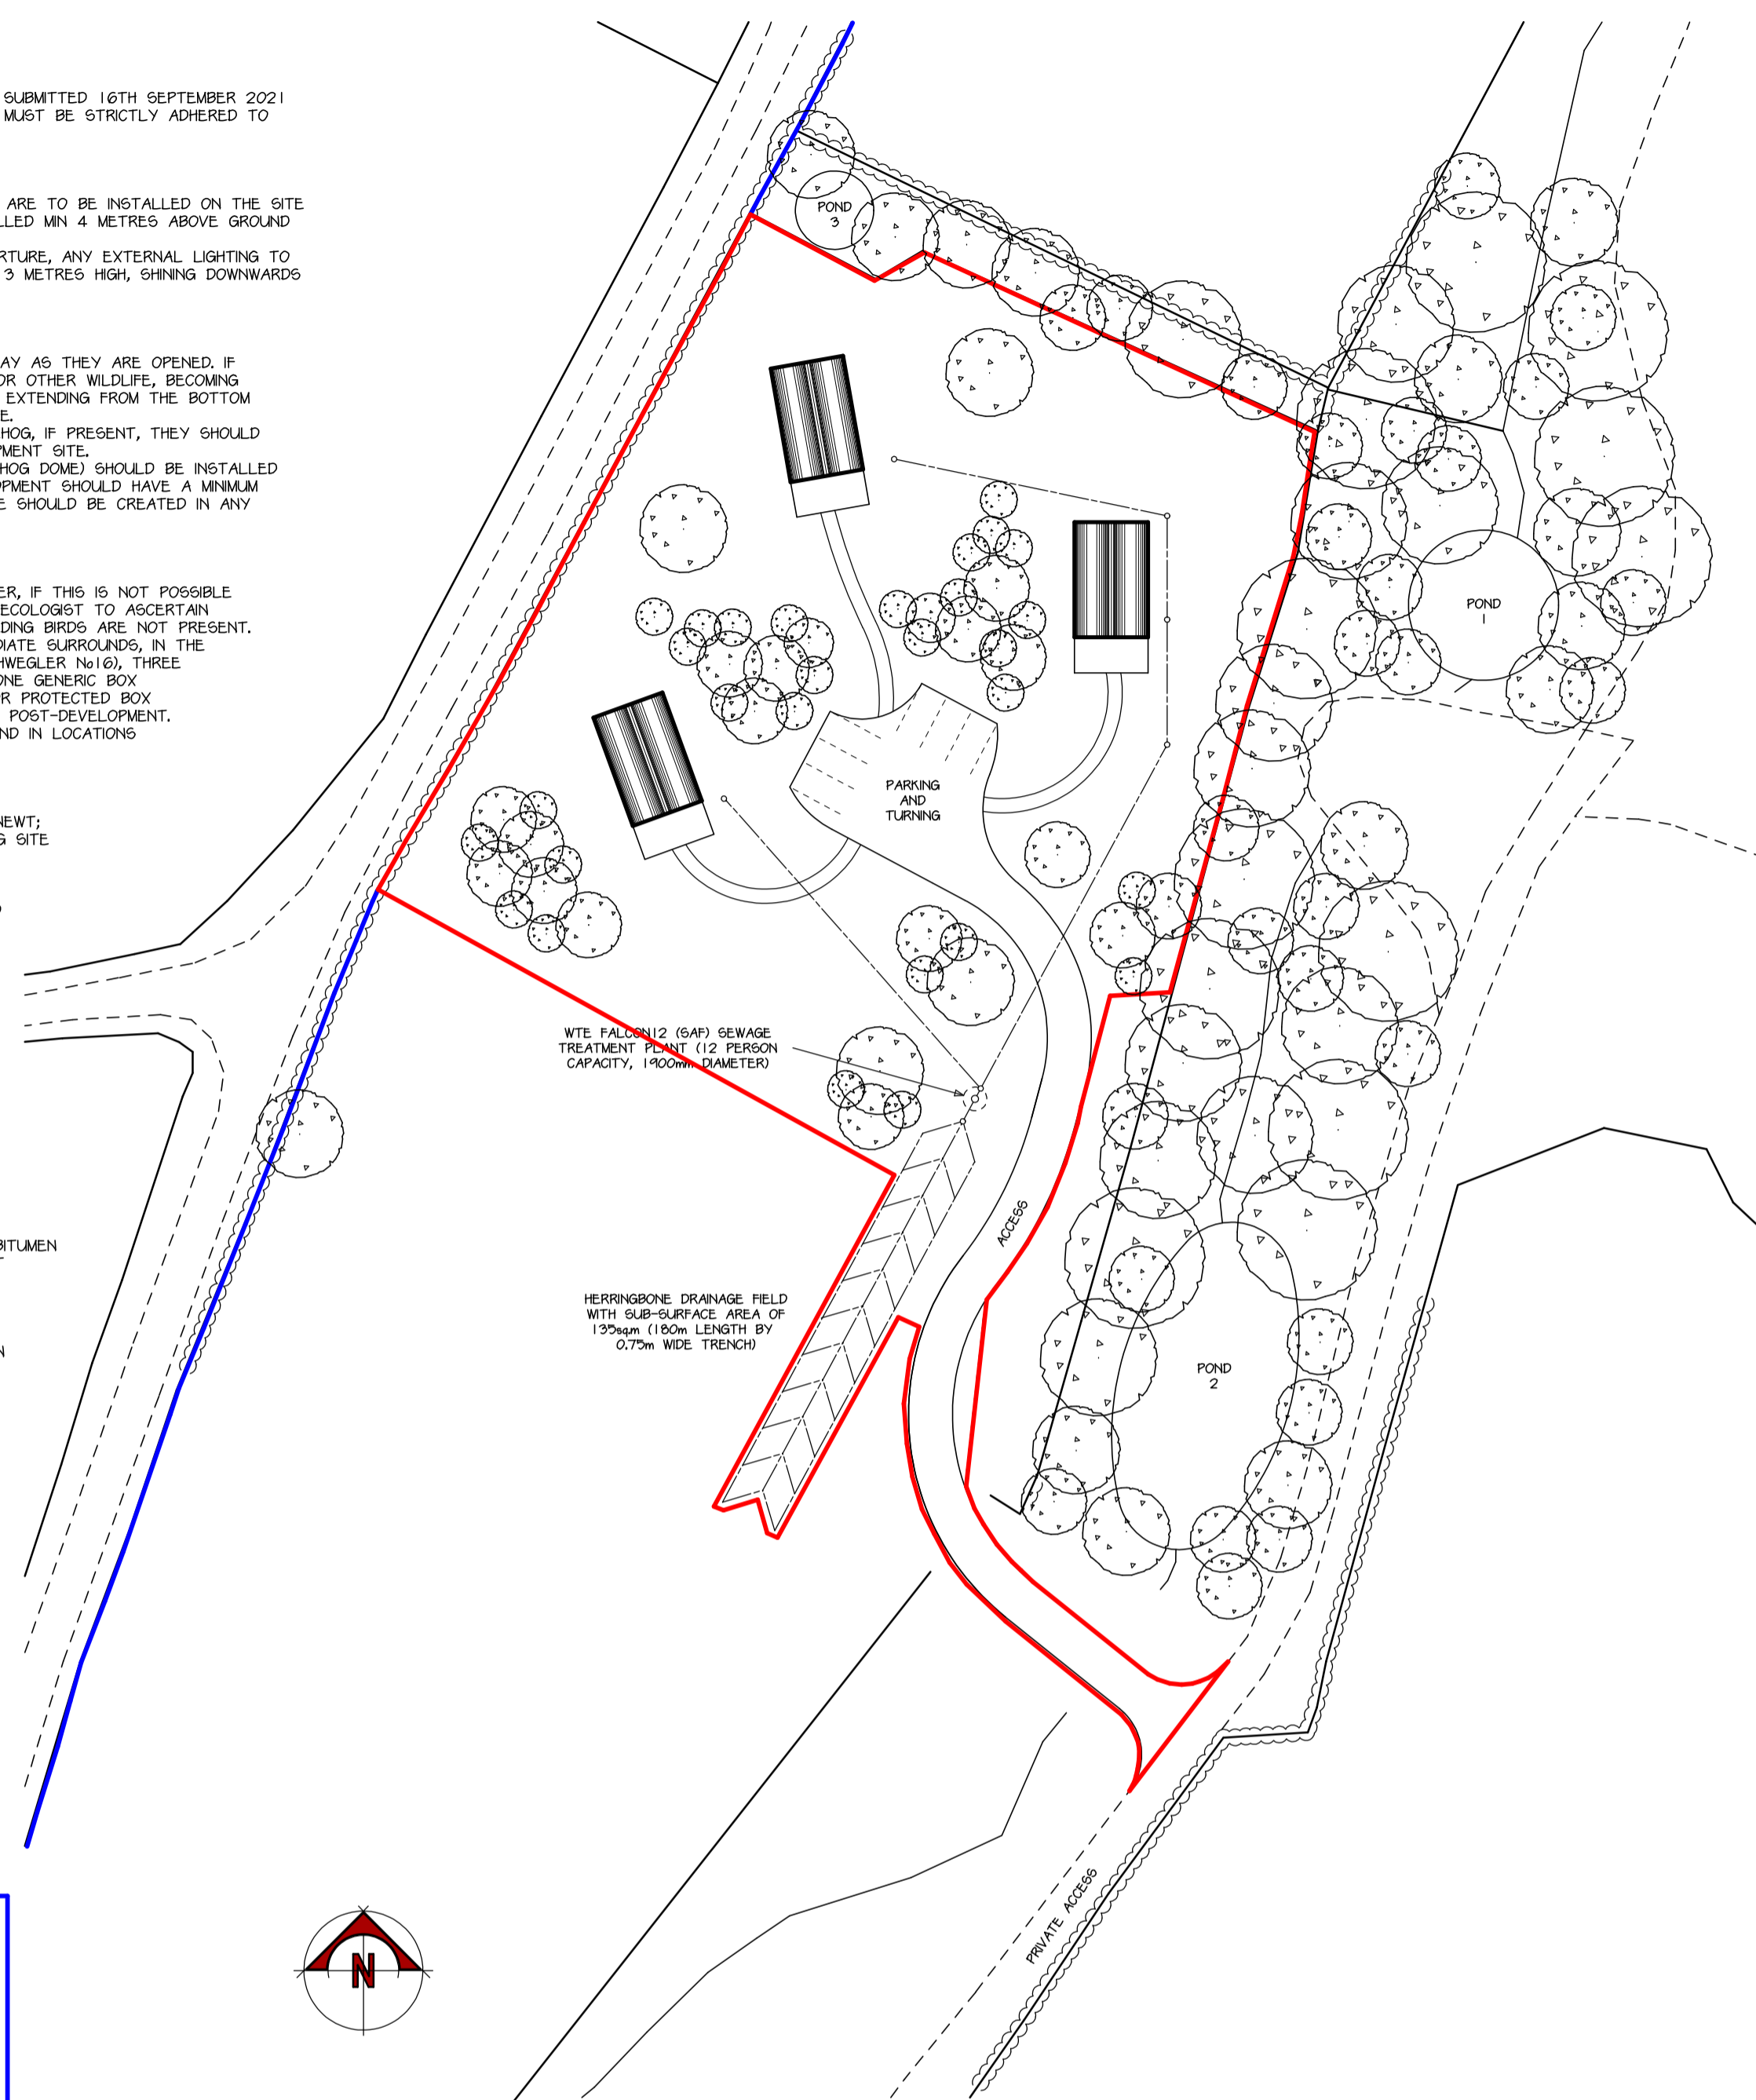 SUBMITTED 16TH SEPTEMBER 2021
MUST BE STRICTLY ADHERED TO
ARE TO BE INSTALLED ON THE SITE
LLED MIN 4 METRES ABOVE GROUND
RTURE, ANY EXTERNAL LIGHTING TO
3 METRES HIGH, SHINING DOWNWARDS
AY AS THEY ARE OPENED. IF
OR OTHER WILDLIFE, BECOMING
EXTENDING FROM THE BOTTOM
E.
HOG, IF PRESENT, THEY SHOULD
PMENT SITE.
HOG DOME) SHOULD BE INSTALLED
OPMENT SHOULD HAVE A MINIMUM
E SHOULD BE CREATED IN ANY
ER, IF THIS IS NOT POSSIBLE
ECOLOGIST TO ASCERTAIN
DING BIRDS ARE NOT PRESENT.
DIATE SURROUNDS, IN THE
HWEGLER No16), THREE
ONE GENERIC BOX
OR PROTECTED BOX
POST-DEVELOPMENT.
ND IN LOCATIONS
NEWT;
G SITE
BITUMEN
N
POND
3
POND
1
PARKING
AND
TURNING
WTE FALCON12 (SAF) SEWAGE
TREATMENT PLANT (12 PERSON
CAPACITY, 1900mm DIAMETER)
ACCESS
HERRINGBONE DRAINAGE FIELD
WITH SUB-SURFACE AREA OF
135sqm (180m LENGTH BY
0.75m WIDE TRENCH)
POND
2
PRIVATE ACCESS
N